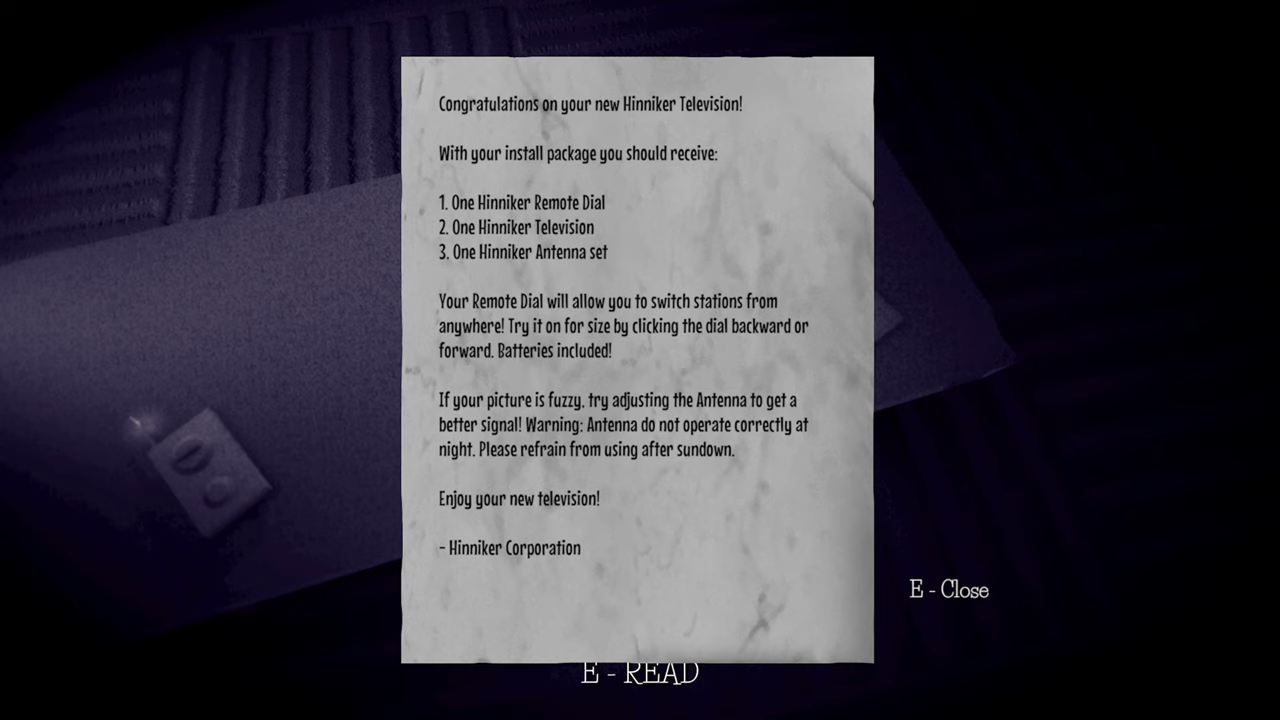 Congratulations on your new Hinniker Television!
With your install package you should receive:
1. One Hinniker Remote Dial
2. One Hinniker Television
3. One Hinniker Antenna set
Your Remote Dial will allow you to switch stations from
anywhere! Try it on for size by clicking the dial backward or
forward. Batteries included!
If your picture is fuzzy, try adjusting the Antenna to get a
better signal! Warning: Antenna do not operate correctly at
night. Please refrain from using after sundown.
Enjoy your new television!
- Hinniker Corporation
E - Close
E - READ